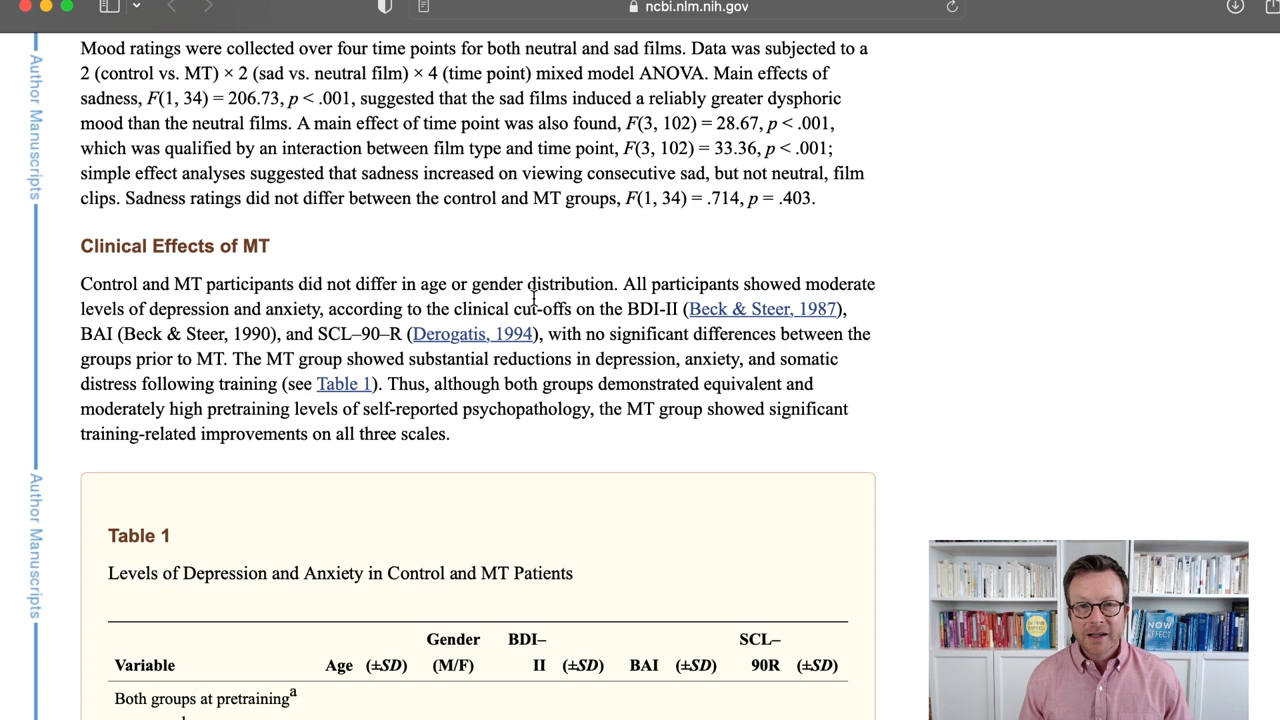 ncbi.nlm.nih.gov
Author Manuscripts
Author Manuscripts
Mood ratings were collected over four time points for both neutral and sad films. Data was subjected to a
2 (control vs. MT) × 2 (sad vs. neutral film) × 4 (time point) mixed model ANOVA. Main effects of
sadness, F(1, 34) = 206.73, p < .001, suggested that the sad films induced a reliably greater dysphoric
mood than the neutral films. A main effect of time point was also found, F(3, 102) = 28.67, p < .001,
which was qualified by an interaction between film type and time point, F(3, 102) = 33.36, p < .001;
simple effect analyses suggested that sadness increased on viewing consecutive sad, but not neutral, film
clips. Sadness ratings did not differ between the control and MT groups, F(1, 34) = .714, p = .403.
Clinical Effects of MT
Control and MT participants did not differ in age or gender distribution. All participants showed moderate
levels of depression and anxiety, according to the clinical cut-offs on the BDI-II (Beck & Steer, 1987),
BAI (Beck & Steer, 1990), and SCL–90–R (Derogatis, 1994), with no significant differences between the
groups prior to MT. The MT group showed substantial reductions in depression, anxiety, and somatic
distress following training (see Table 1). Thus, although both groups demonstrated equivalent and
moderately high pretraining levels of self-reported psychopathology, the MT group showed significant
training-related improvements on all three scales.
Table 1
Levels of Depression and Anxiety in Control and MT Patients
Gender BDI– SCL–
Variable Age (±SD) (M/F) II (±SD) BAI (±SD) 90R (±SD)
Both groups at pretraining a
NOW
EFFECT